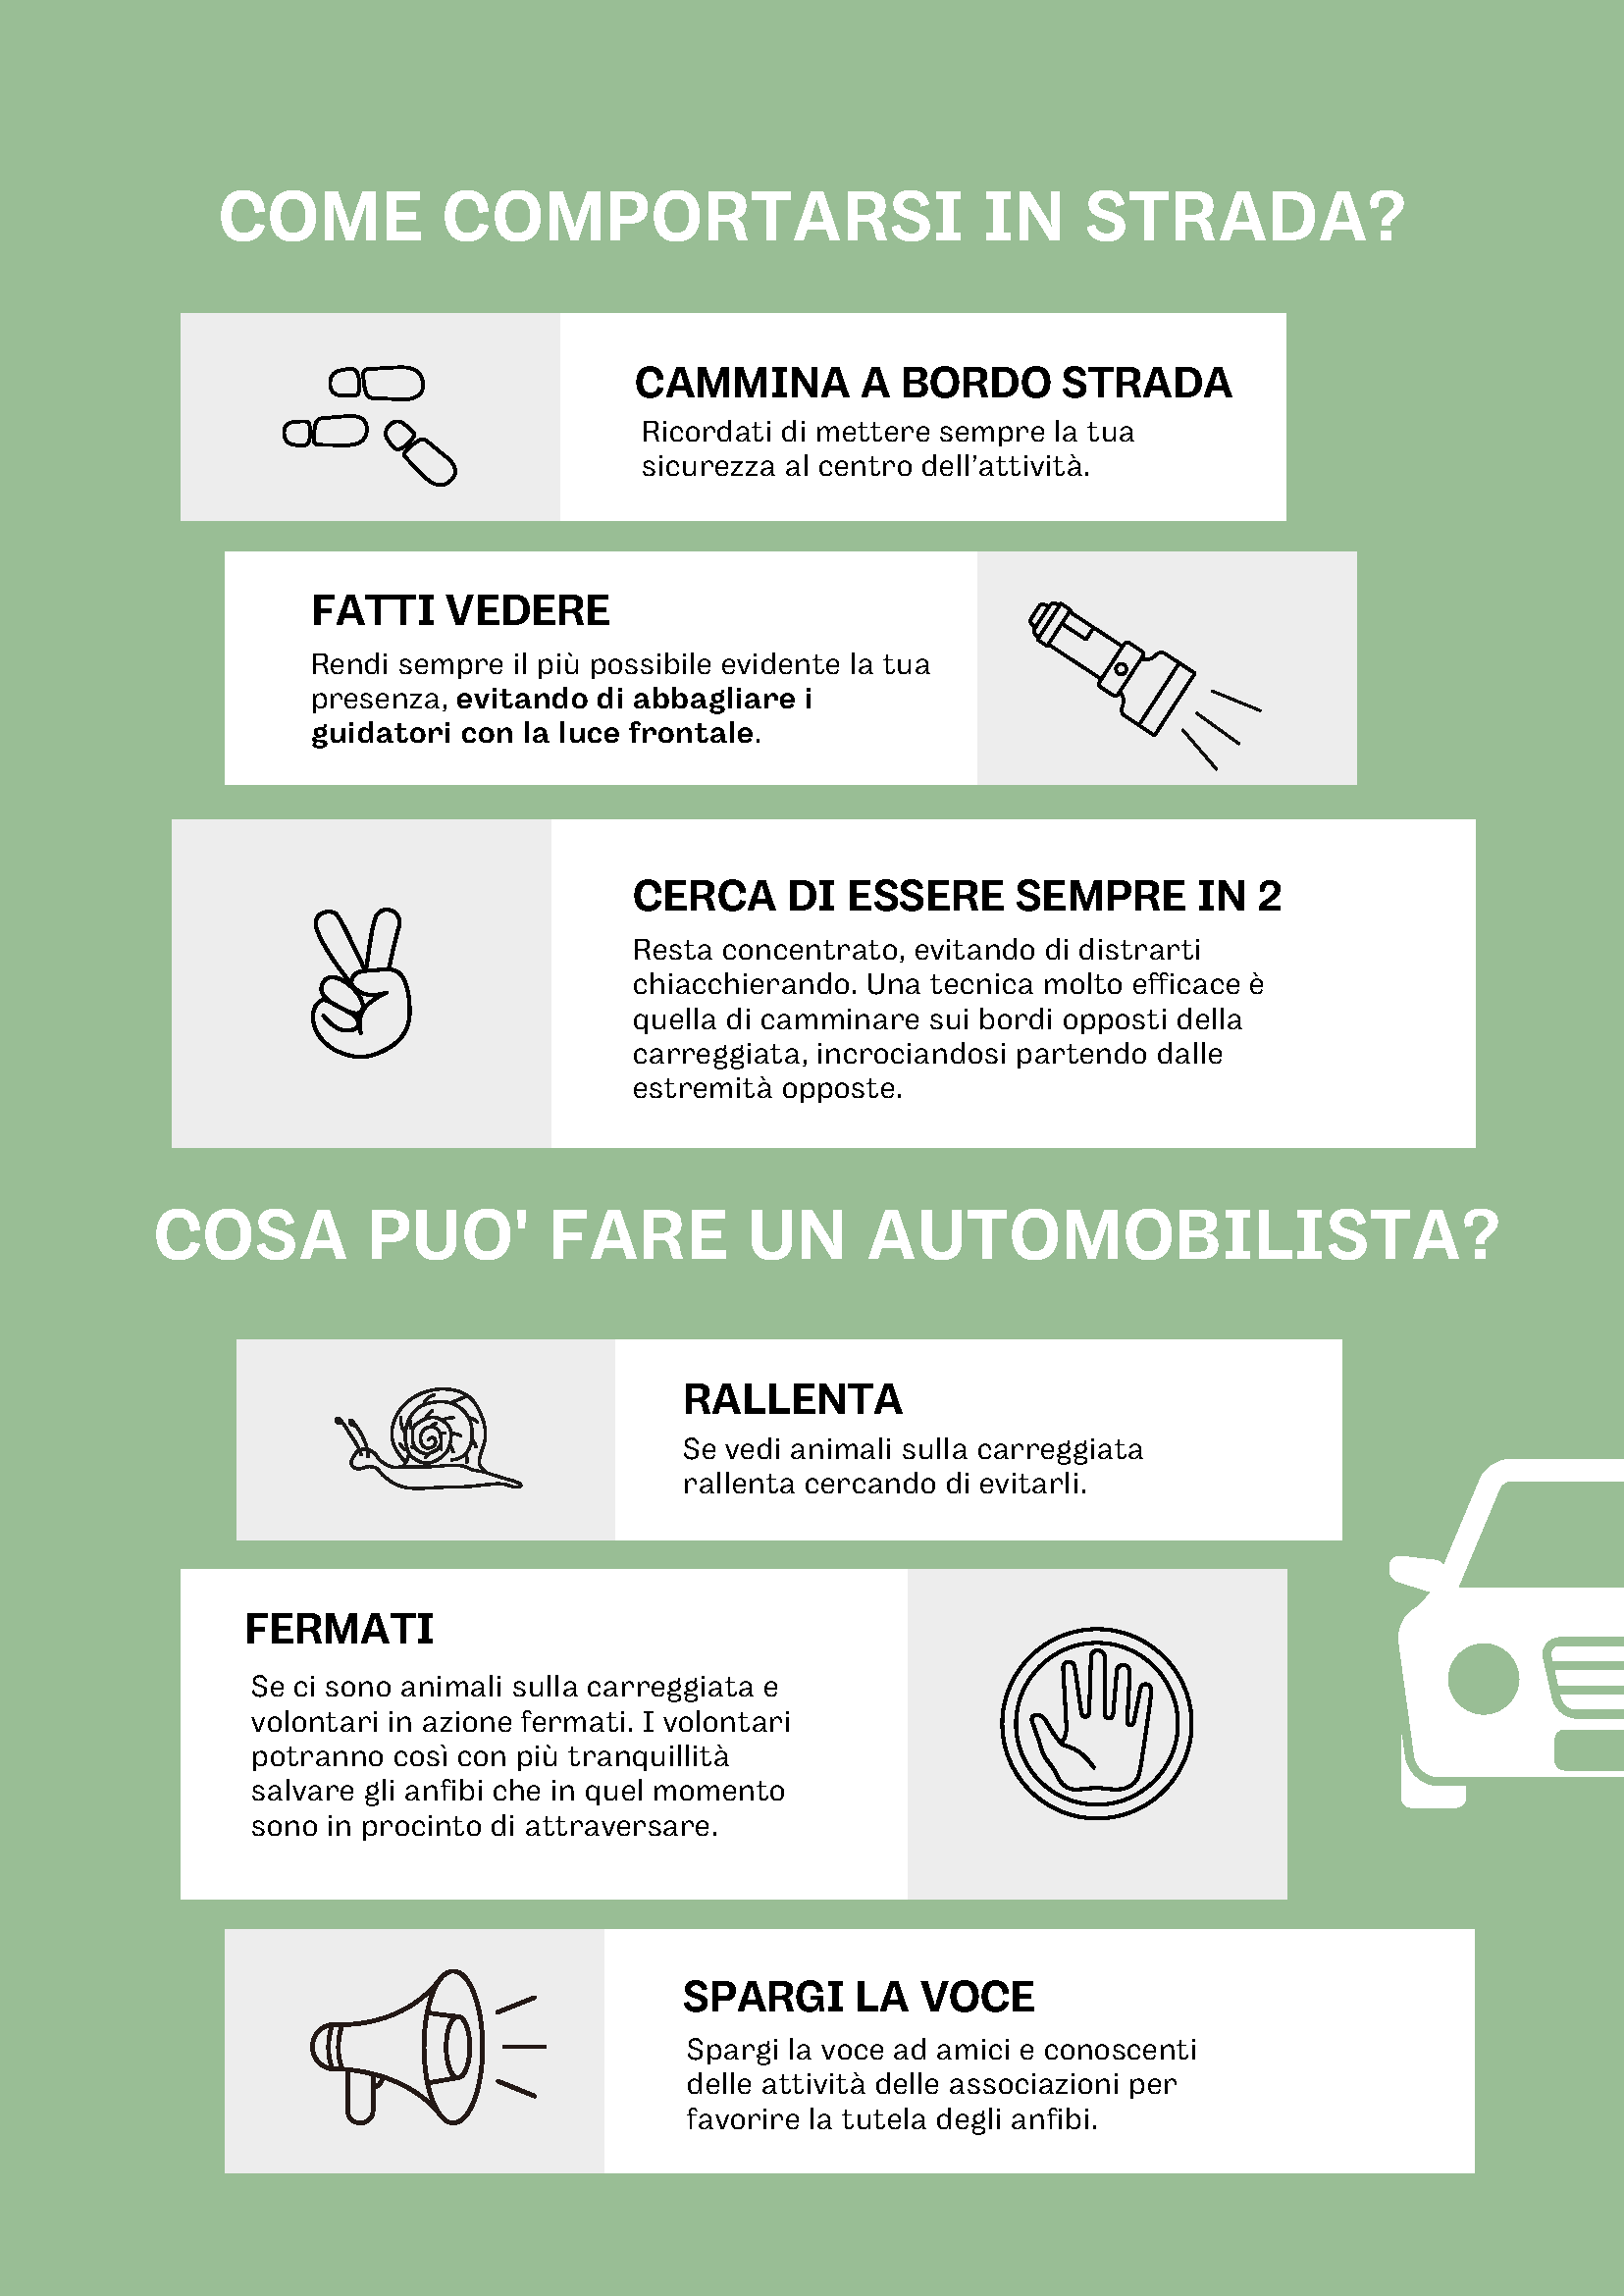 COME COMPORTARSI IN STRADA?
CAMMINA A BORDO STRADA
Ricordati di mettere sempre la tua
sicurezza al centro dell'attività.
FATTI VEDERE
Rendi sempre il più possibile evidente la tua
presenza, evitando di abbagliare i
guidatori con la luce frontale.
CERCA DI ESSERE SEMPRE IN 2
Resta concentrato, evitando di distrarti
chiacchierando. Una tecnica molto efficace è
quella di camminare sui bordi opposti della
carreggiata, incrociandosi partendo dalle
estremità opposte.
COSA PUO' FARE UN AUTOMOBILISTA?
RALLENTA
Se vedi animali sulla carreggiata
rallenta cercando di evitarli.
FERMATI
Se ci sono animali sulla carreggiata e
volontari in azione fermati. I volontari
potranno così con più tranquillità
salvare gli anfibi che in quel momento
sono in procinto di attraversare.
SPARGI LA VOCE
Spargi la voce ad amici e conoscenti
delle attività delle associazioni per
favorire la tutela degli anfibi.